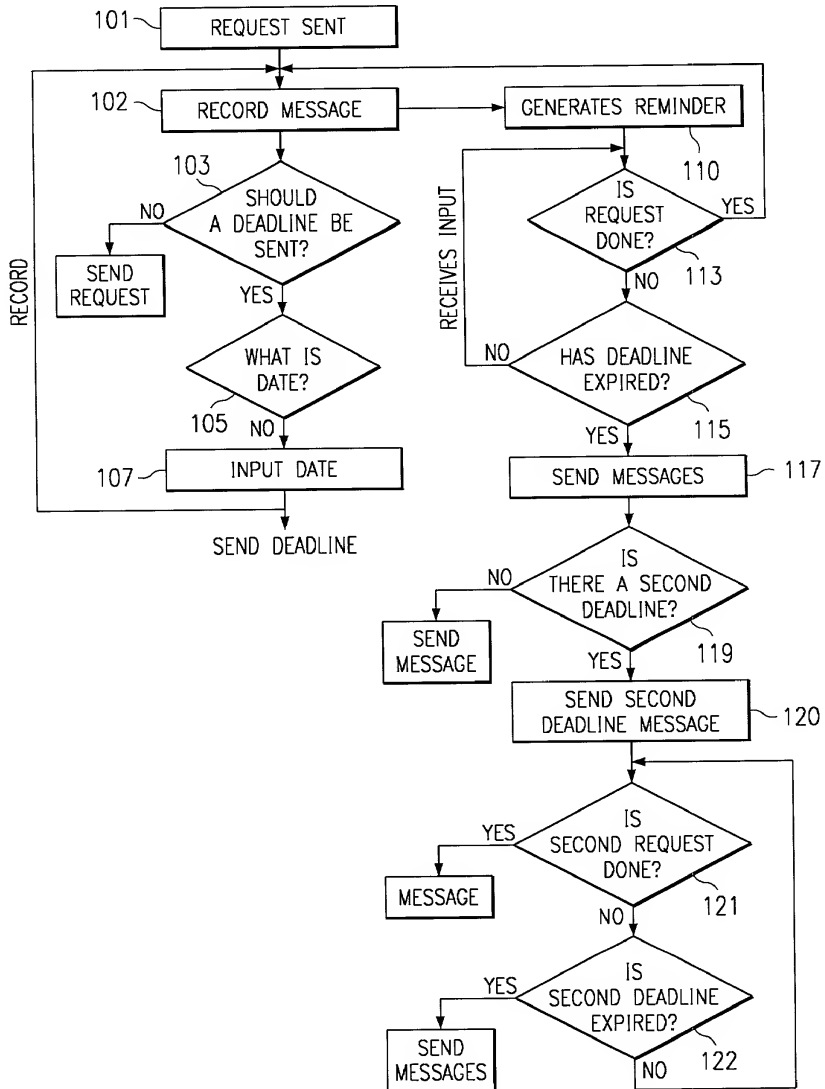 101
REQUEST SENT
102
RECORD MESSAGE
GENERATES REMINDER
110
103
SHOULD
A DEADLINE BE
SENT?
NO
SEND
REQUEST
YES
RECORD
WHAT IS
DATE?
105
NO
107
INPUT DATE
SEND DEADLINE
RECEIVES INPUT
IS
REQUEST
DONE?
YES
113
NO
NO
HAS DEADLINE
EXPIRED?
115
YES
SEND MESSAGES
117
IS
THERE A SECOND
DEADLINE?
NO
119
SEND
MESSAGE
YES
SEND SECOND
DEADLINE MESSAGE
120
IS
SECOND REQUEST
DONE?
YES
121
MESSAGE
NO
IS
SECOND DEADLINE
EXPIRED?
YES
122
SEND
MESSAGES
NO